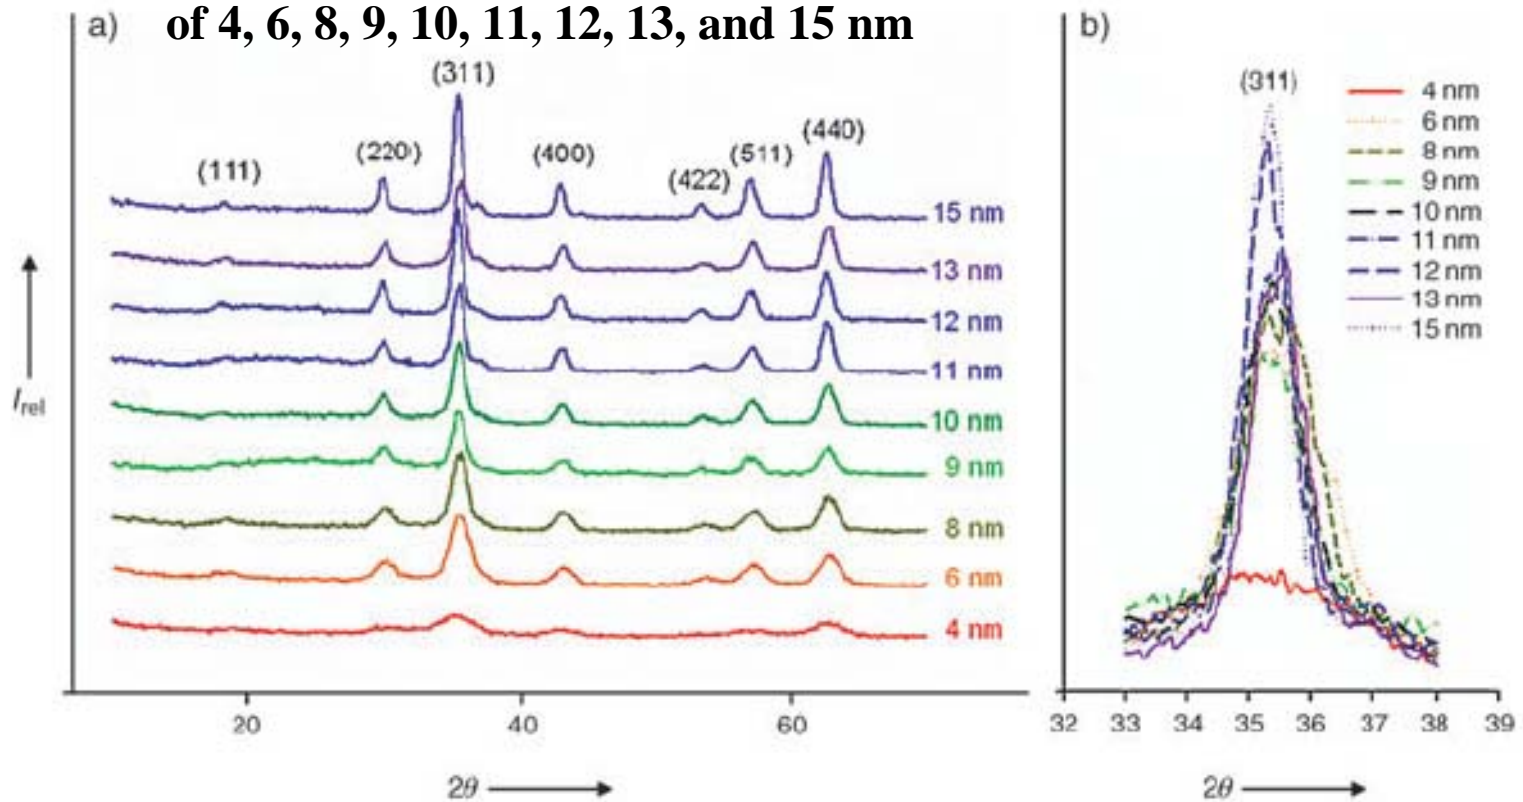 of 4, 6, 8, 9, 10, 11, 12, 13, and 15 nm
a)
(311)
(440)
(220)
(400)
(511)
(111)
(422)
15 nm
13 nm
12 nm
11 nm
10 nm
9 nm
8 nm
6 nm
4 nm
Irel
20 40 60
2θ
b)
(311)
4 nm
6 nm
8 nm
9 nm
10 nm
11 nm
12 nm
13 nm
15 nm
32 33 34 35 36 37 38 39
2θ